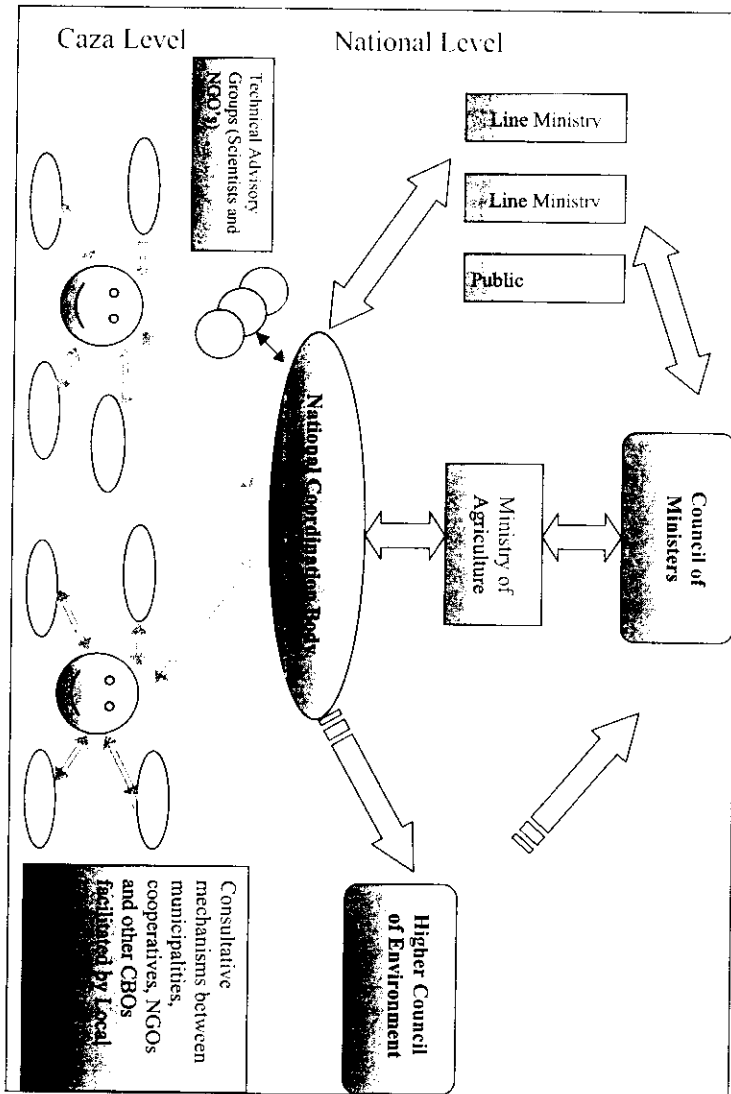 Caza Level
National Level
Technical Advisory
Groups (Scientists and
NGO's)
Line Ministry
Line Ministry
Public
National Coordination Body
Ministry of
Agriculture
Council of
Ministers
Higher Council
of Environment
Consultative
mechanisms between
municipalities,
cooperatives, NGOs
and other CBOs
facilitated by Local